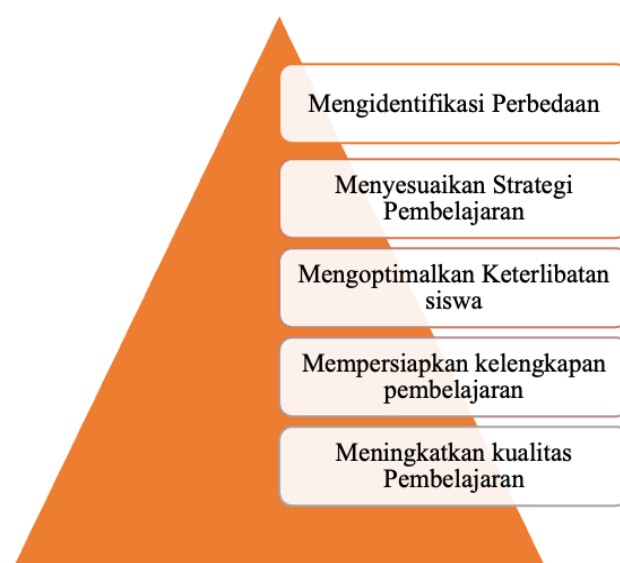 Mengidentifikasi Perbedaan
Menyesuaikan Strategi
Pembelajaran
Mengoptimalkan Keterlibatan
siswa
Mempersiapkan kelengkapan
pembelajaran
Meningkatkan kualitas
Pembelajaran